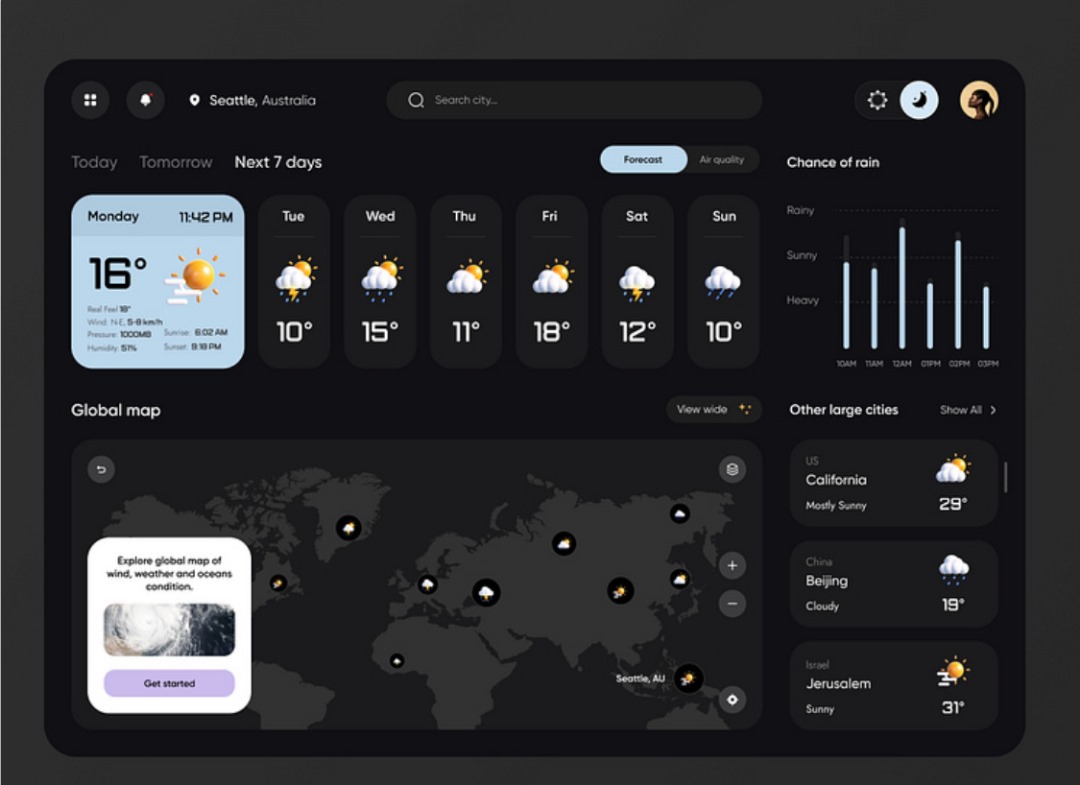 Seattle, Australia
Search city...
Today Tomorrow Next 7 days
Forecast Air quality
Monday 11:42 PM
16°
Real Feel 18°
Wind: N-E, 5-8 km/h
Pressure: 1000MB
Humidity: 51%
Sunrise: 6:02 AM
Sunset: 9:18 PM
Tue
10°
Wed
15°
Thu
11°
Fri
18°
Sat
12°
Sun
10°
Chance of rain
Rainy
Sunny
Heavy
10AM 11AM 12AM 01PM 02PM 03PM
Global map
View wide
Explore global map of
wind, weather and oceans
condition.
Get started
Seattle, AU
Other large cities Show All
US
California
Mostly Sunny
29°
China
Beijing
Cloudy
19°
Israel
Jerusalem
Sunny
31°